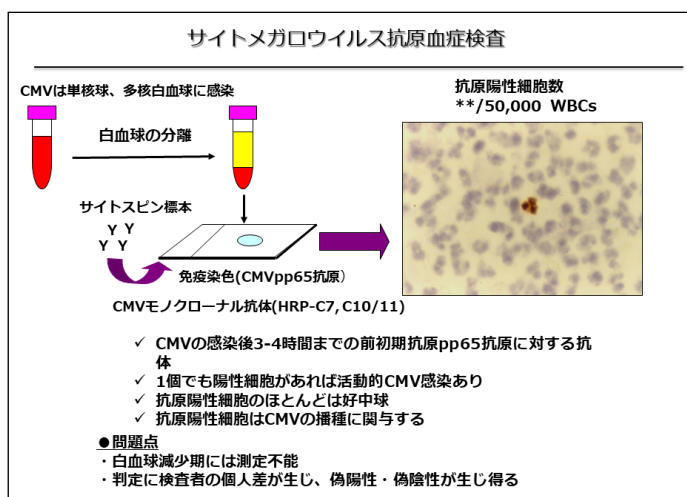 サイトメガロウイルス抗原血症検査
CMVは単核球、多核白血球に感染
抗原陽性細胞数
**/50,000 WBCs
白血球の分離
サイトスピン標本
Y Y
Y Y
免疫染色(CMVpp65抗原）
CMVモノクローナル抗体(HRP-C7, C10/11)
✓ CMVの感染後3-4時間までの前初期抗原pp65抗原に対する抗
体
✓ 1個でも陽性細胞があれば活動的CMV感染あり
✓ 抗原陽性細胞のほとんどは好中球
✓ 抗原陽性細胞はCMVの播種に関与する
●問題点
・白血球減少期には測定不能
・判定に検査者の個人差が生じ、偽陽性・偽陰性が生じ得る